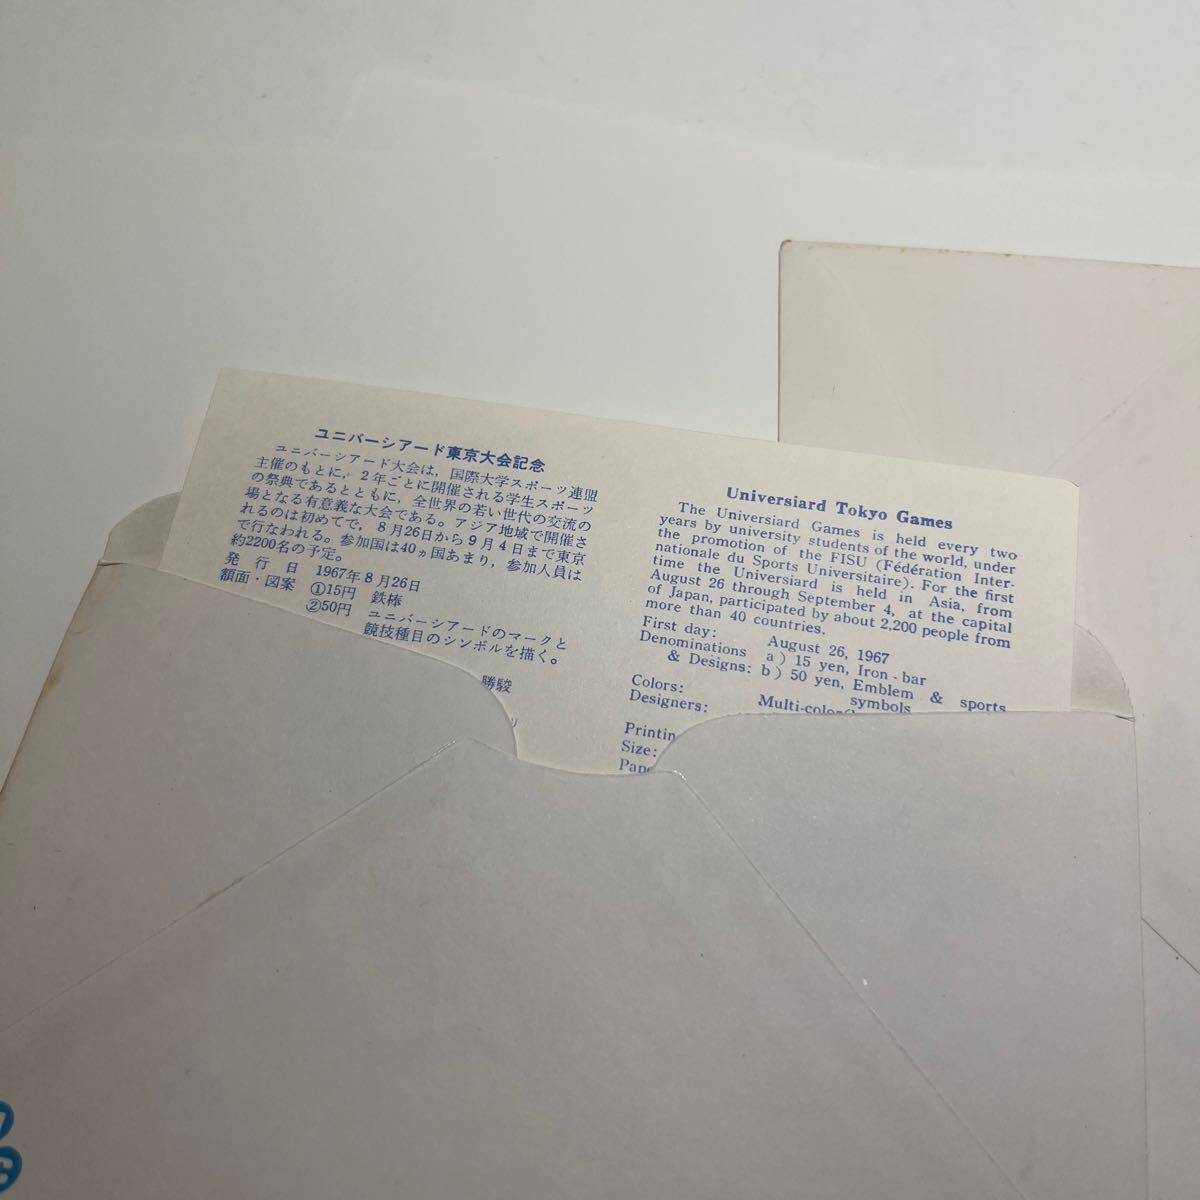 ユニバーシアード東京大会記念
ユニバーシアード大会は，国際大学スポーツ連盟
主催のもとに，2年ごとに開催される学生スポーツ
の祭典であるとともに，全世界の若い世代の交流の
場となる有意義な大会である。アジア地域で開催さ
れるのは初めてで，8月26日から9月4日まで東京
で行なわれる。参加国は40ヵ国あまり，参加人員は
約2200名の予定。
発行日 1967年8月26日
額面・図案 ①15円 鉄棒
②50円 ユニバーシアードのマークと
競技種目のシンボルを描く。
勝駿
Universiard Tokyo Games
The Universiard Games is held every two
years by university students of the world, under
the promotion of the FISU (Fédération Inter-
nationale du Sports Universitaire). For the first
time the Universiard is held in Asia, from
August 26 through September 4, at the capital
of Japan, participated by about 2,200 people from
more than 40 countries.
First day: August 26, 1967
Denominations a) 15 yen, Iron-bar
& Designs: b) 50 yen, Emblem & sports
symbols
Colors: Multi-color
Designers:
Printin
Size:
Pape